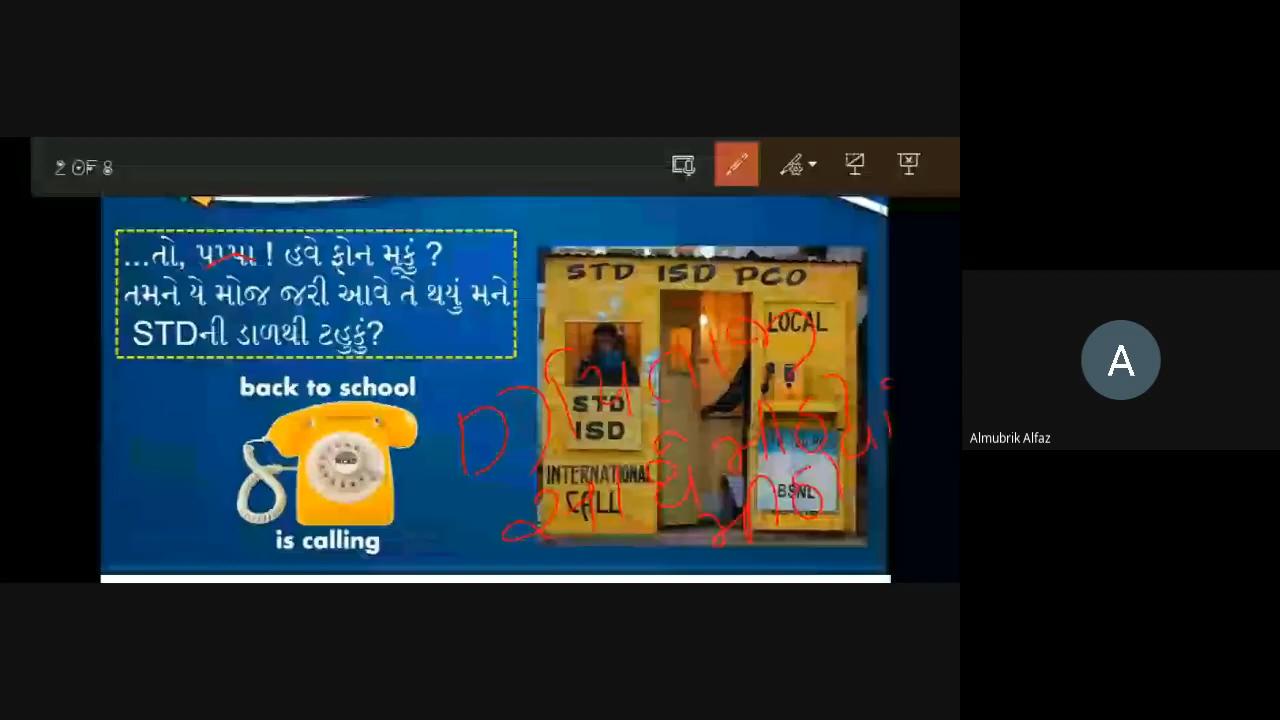 2 OF 8
...તો, પપ્પા ! હવે ફોન મૂકું ?
તમને યે મોજ જરી આવે તે થયું મને
STDની ડાળથી ટહુકું?
back to school
is calling
STD ISD PCO
LOCAL
STD
ISD
INTERNATIONAL
CALL
BSNL
A
Almubrik Alfaz